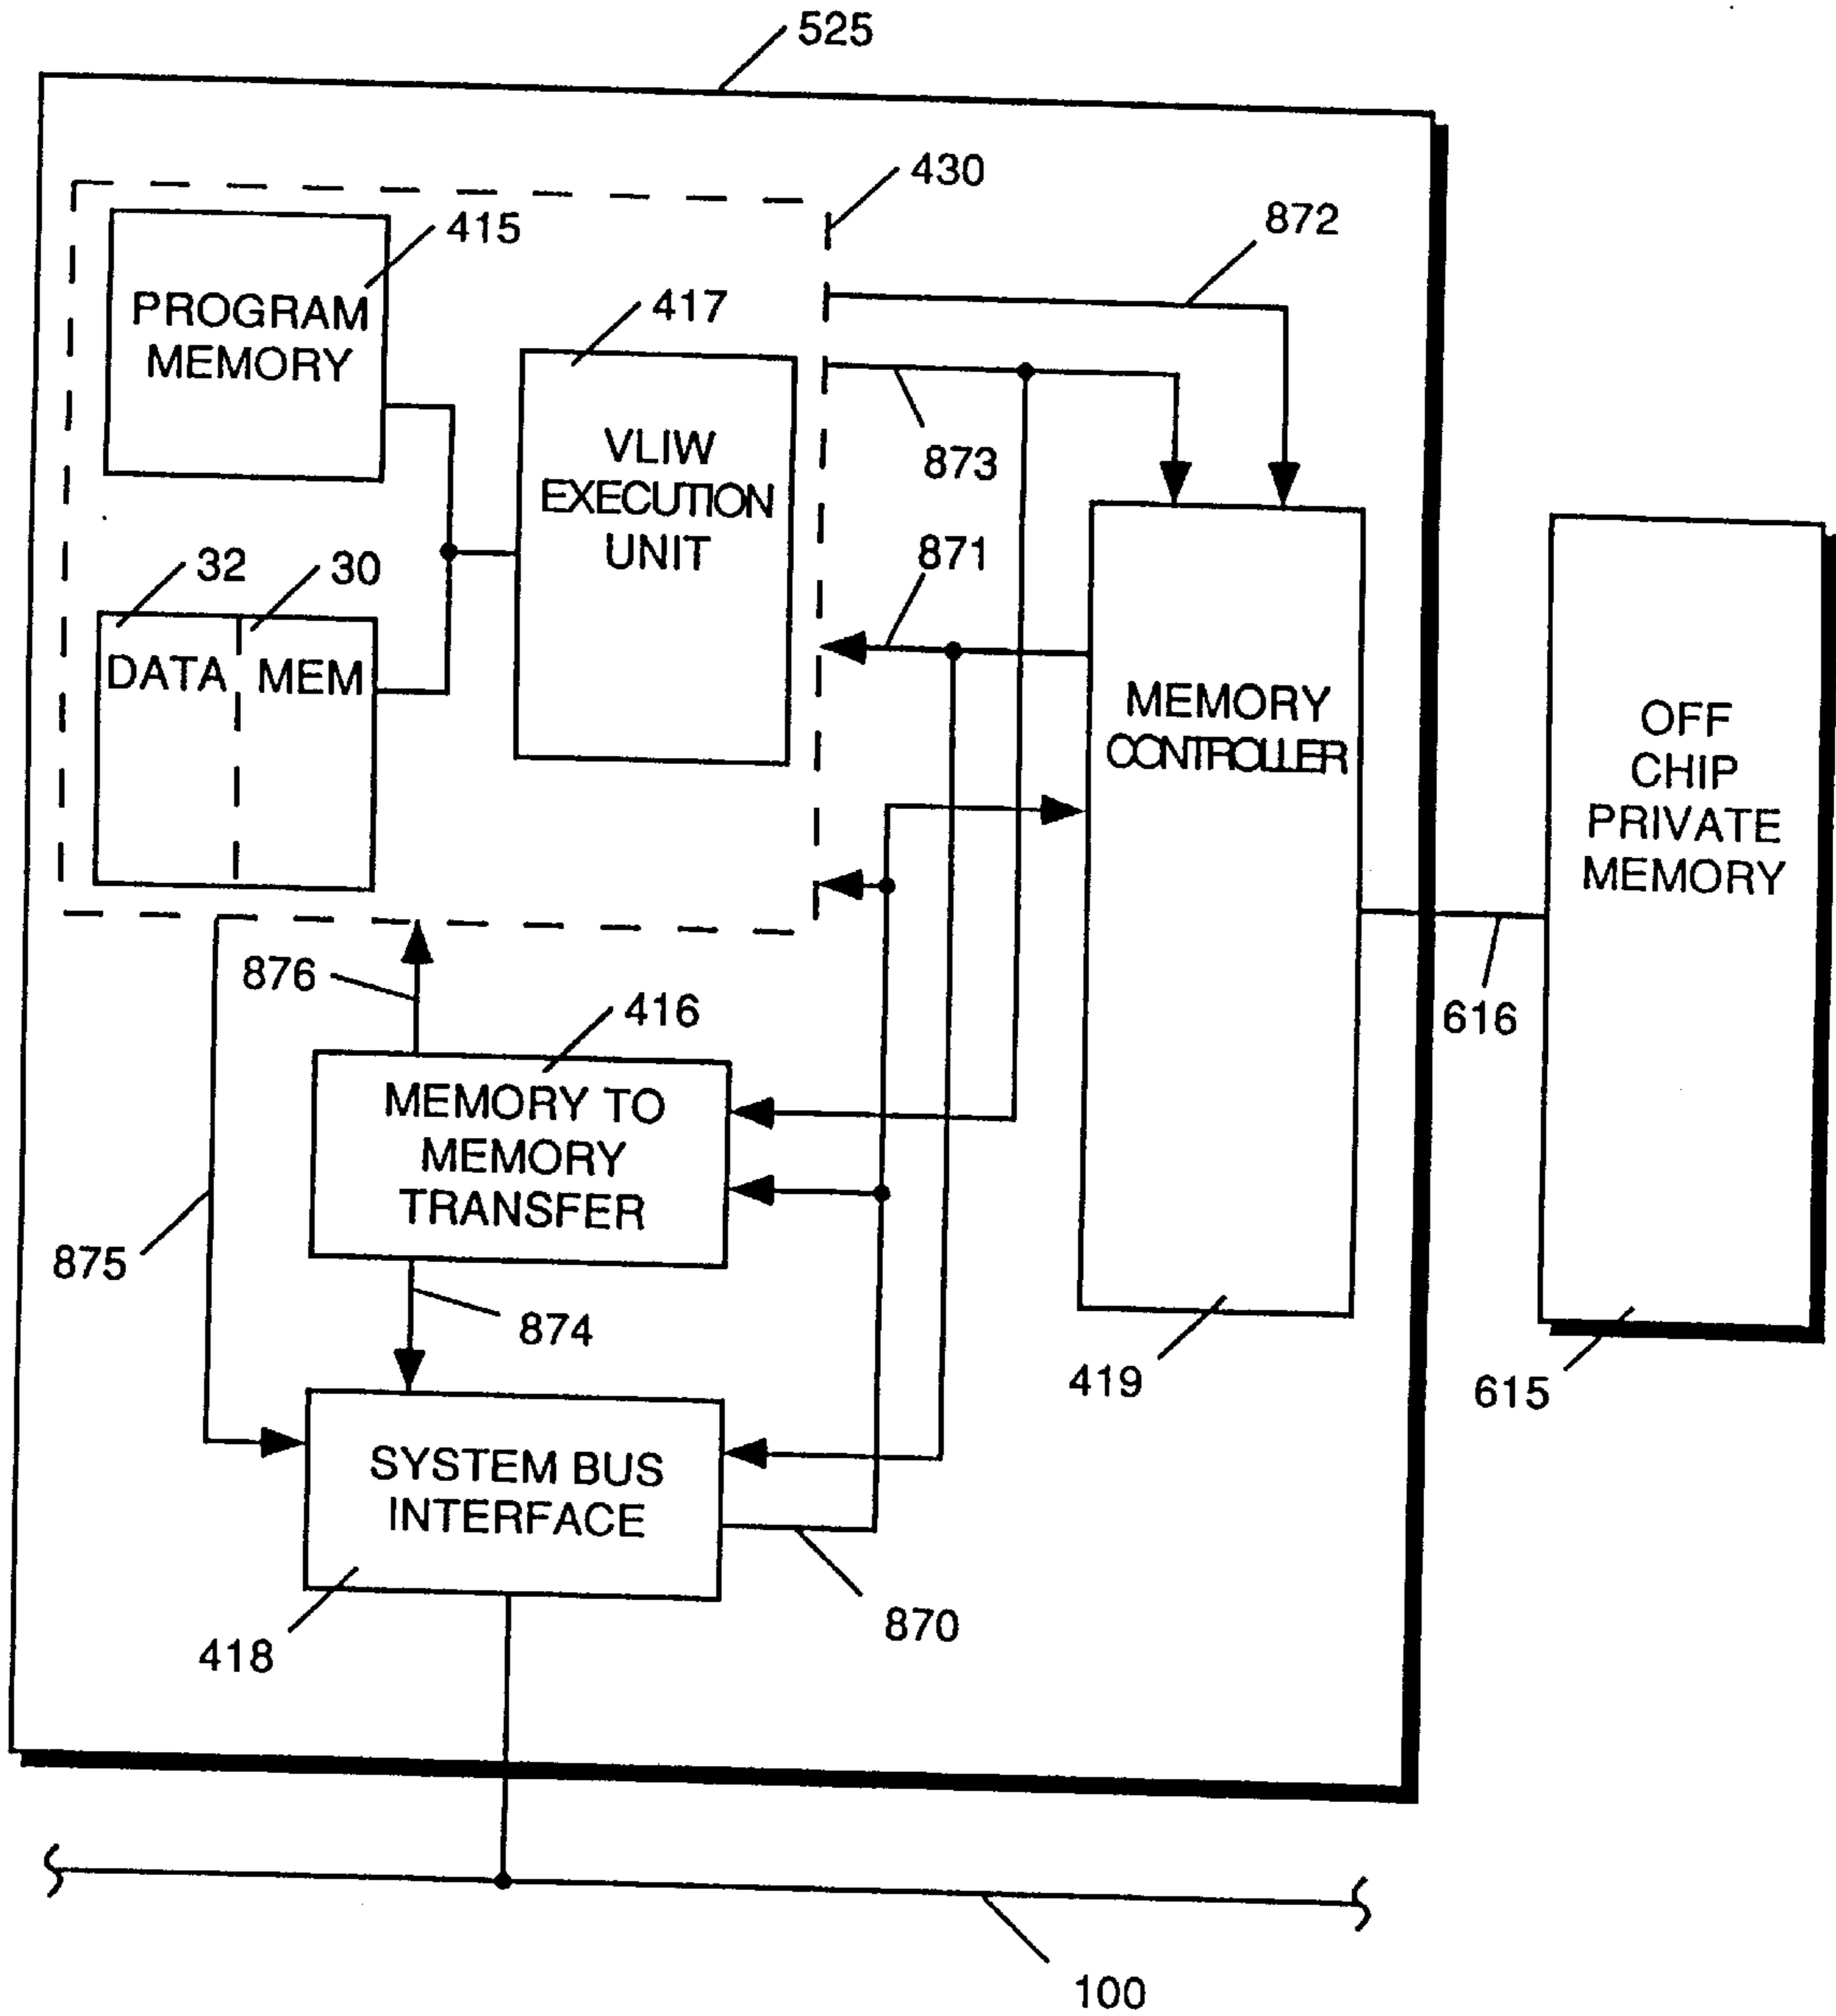 525
430
872
415
PROGRAM
MEMORY
417
VLIW
EXECUTION
UNIT
873
32
30
871
DATA
MEM
MEMORY
CONTROLLER
OFF
CHIP
PRIVATE
MEMORY
876
416
616
MEMORY TO
MEMORY
TRANSFER
875
874
419
615
SYSTEM BUS
INTERFACE
870
418
100